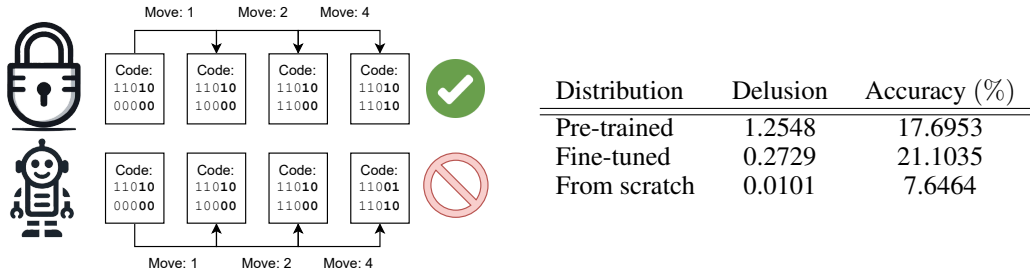 Move: 1 Move: 2 Move: 4
Code: Code: Code: Code:
11010 11010 11010 11010
00000 10000 11000 11010
Code: Code: Code: Code:
11010 11010 11010 11001
00000 10000 11000 11010
Move: 1 Move: 2 Move: 4
Distribution Delusion Accuracy (%)
Pre-trained 1.2548 17.6953
Fine-tuned 0.2729 21.1035
From scratch 0.0101 7.6464